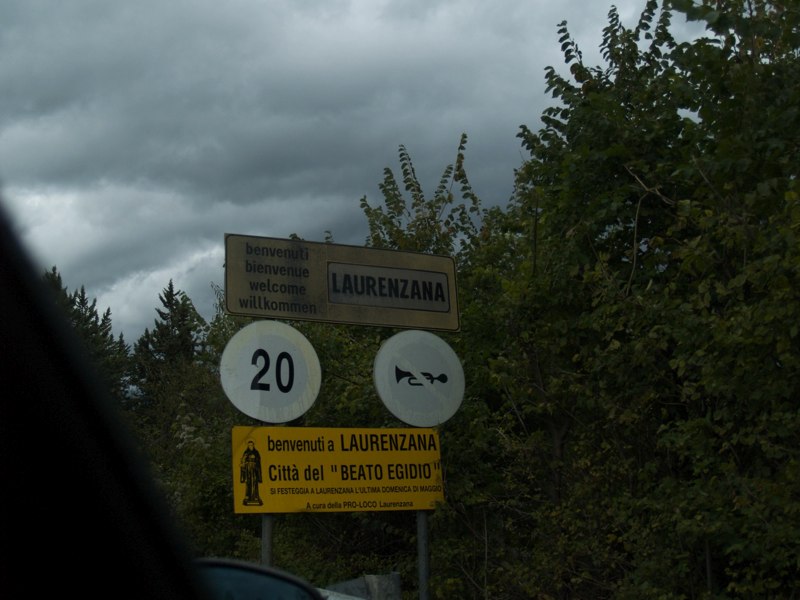 benvenuti
bienvenue
welcome
willkommen
LAURENZANA
20
benvenuti a LAURENZANA
Città del "BEATO EGIDIO"
SI FESTEGGIA A LAURENZANA L'ULTIMA DOMENICA DI MAGGIO
A cura della PRO-LOCO Laurenzana